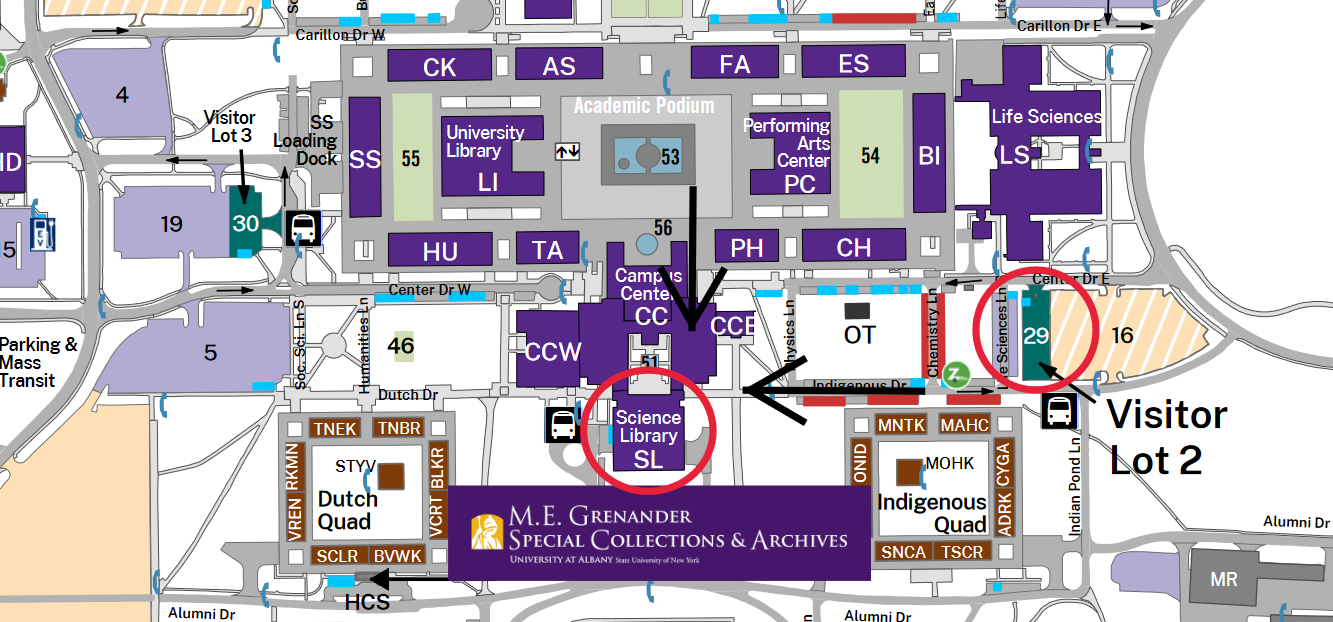 Carillon Dr W
Carillon Dr E
CK
AS
FA
ES
4
Academic Podium
Visitor
Lot 3
SS
Loading
Dock
SS
55
University
Library
LI
53
Performing
Arts
Center
PC
54
BI
Life Sciences
LS
HD
19
30
EV
5
56
HU
TA
PH
CH
Campus
Center
CC
Center Dr W
Center Dr E
CCW
CCE
51
OT
Physics Ln
Chemistry Ln
Life Sciences Ln
29
16
Parking &
Mass
Transit
5
Soc. Sci. Ln S
Humanities Ln
46
Dutch Dr
Indigenous Dr
Z
Visitor
Lot 2
Science
Library
SL
TNEK
TNBR
RKMN
BLKR
STYV
Dutch
Quad
VREN
VCRT
SCLR
BVWK
HCS
MNTK
MAHC
ONID
CYGA
MOHK
Indigenous
Quad
ADRK
SNCA
TSCR
Indian Pond Ln
M.E. Grenander
Special Collections & Archives
UNIVERSITY AT ALBANY State University of New York
Alumni Dr
MR
Alumni Dr
Alumni Dr